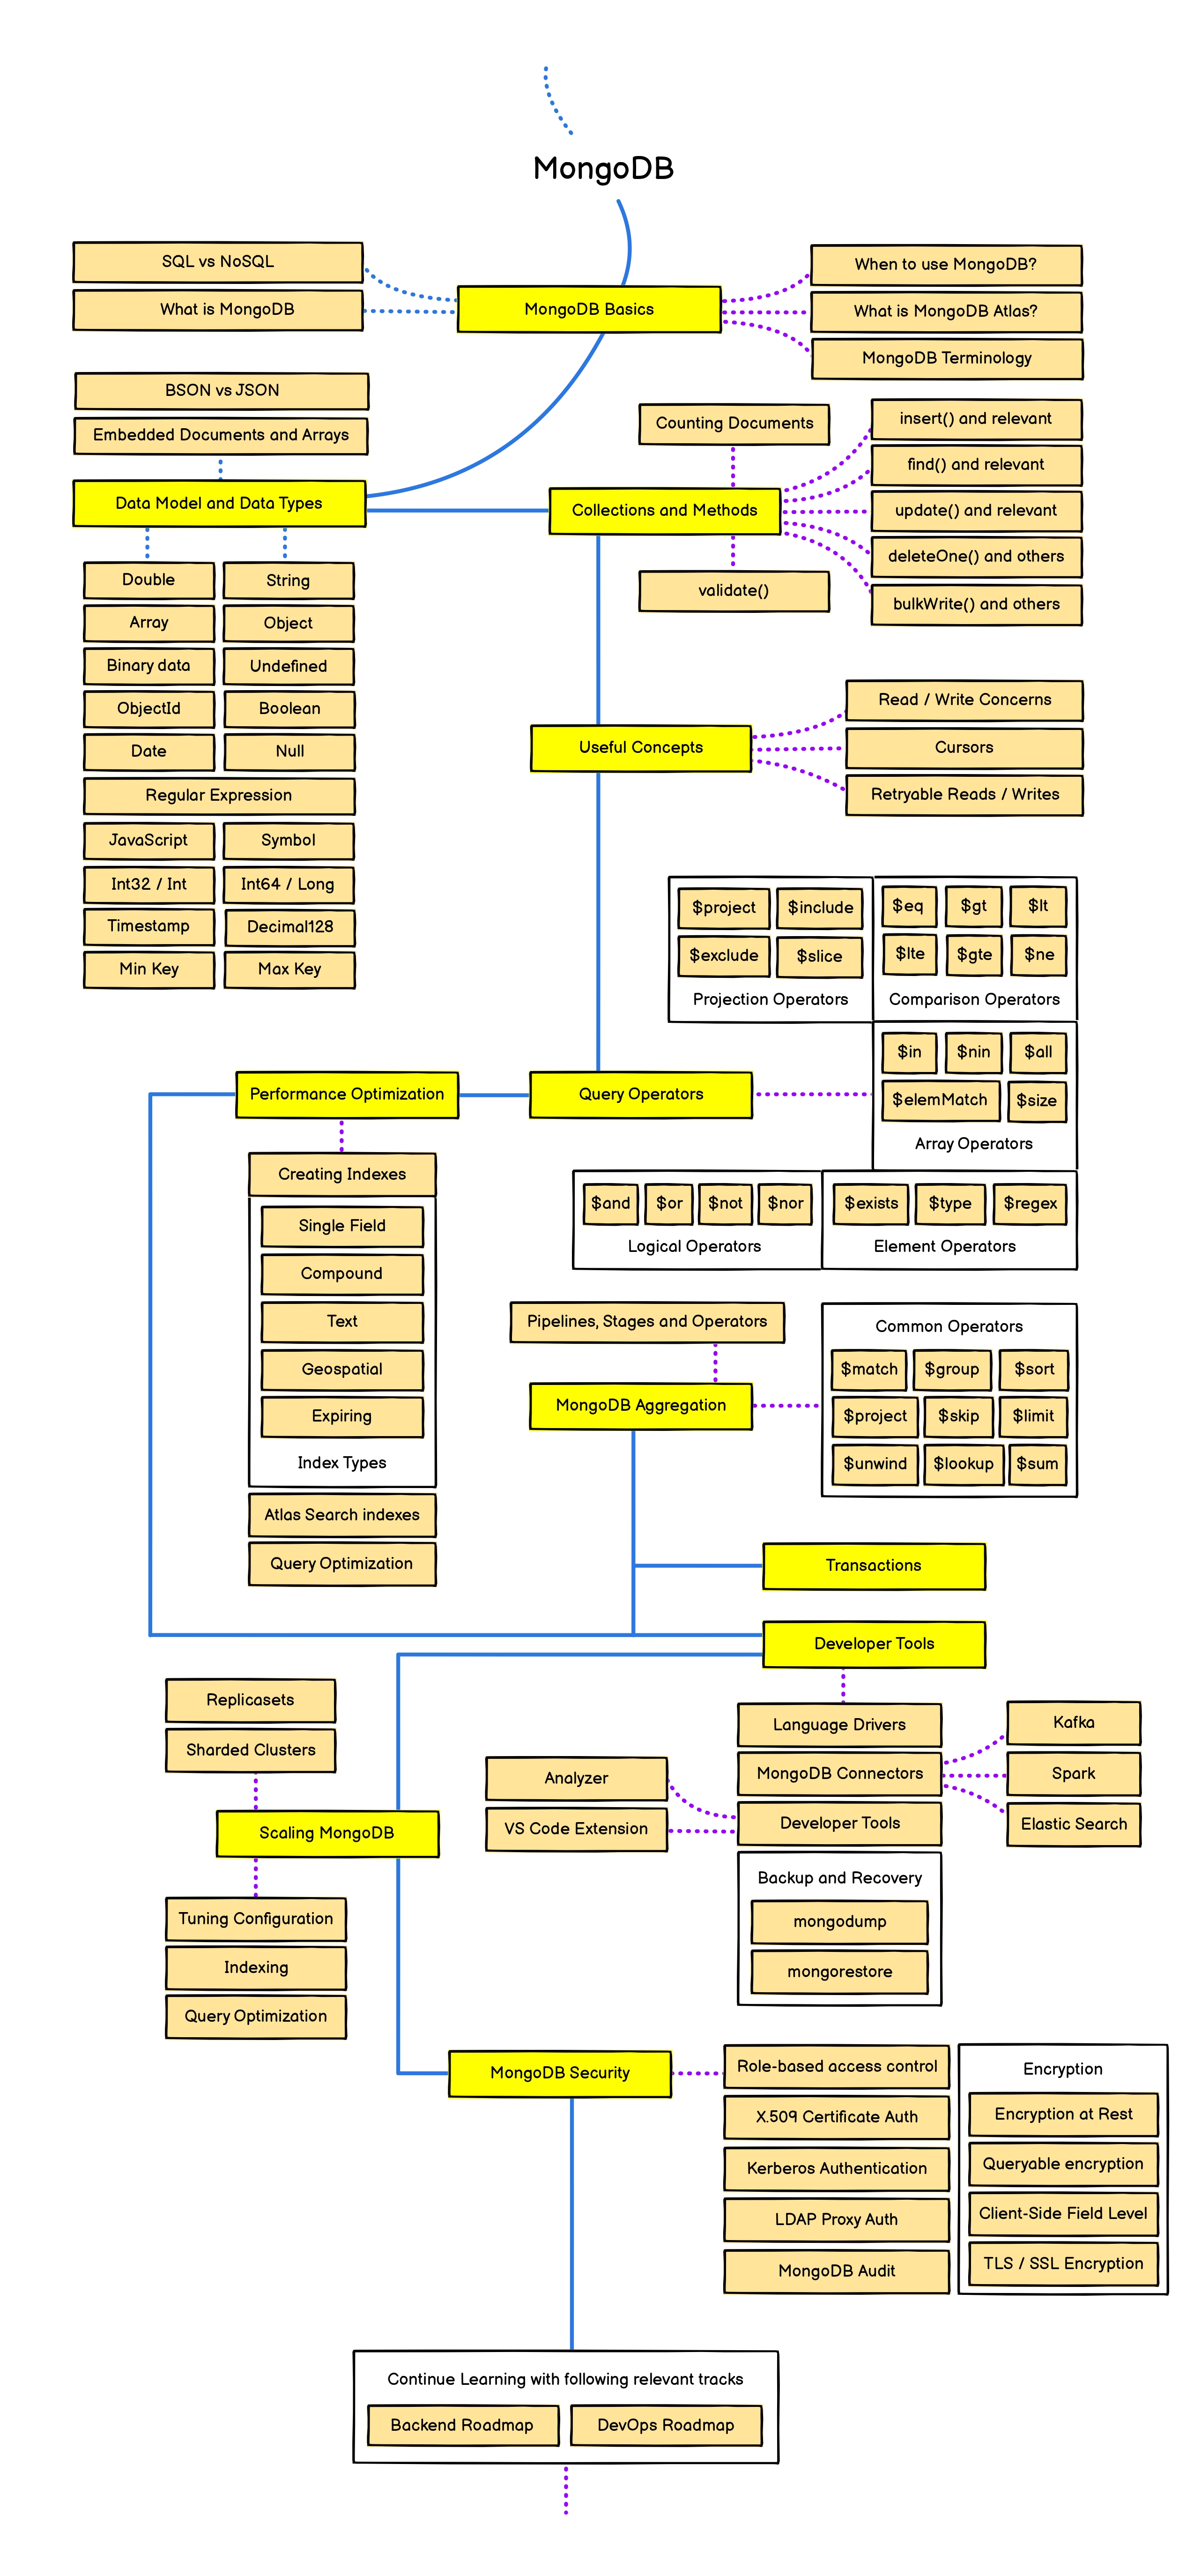 MongoDB
SQL vs NoSQL
What is MongoDB
MongoDB Basics
When to use MongoDB?
What is MongoDB Atlas?
MongoDB Terminology
BSON vs JSON
Embedded Documents and Arrays
Data Model and Data Types
Double
String
Array
Object
Binary data
Undefined
ObjectId
Boolean
Date
Null
Regular Expression
JavaScript
Symbol
Int32 / Int
Int64 / Long
Timestamp
Decimal128
Min Key
Max Key
Counting Documents
Collections and Methods
validate()
insert() and relevant
find() and relevant
update() and relevant
deleteOne() and others
bulkWrite() and others
Useful Concepts
Read / Write Concerns
Cursors
Retryable Reads / Writes
Query Operators
$project
$include
$exclude
$slice
Projection Operators
$eq
$gt
$lt
$lte
$gte
$ne
Comparison Operators
$in
$nin
$all
$elemMatch
$size
Array Operators
$and
$or
$not
$nor
Logical Operators
$exists
$type
$regex
Element Operators
Performance Optimization
Creating Indexes
Single Field
Compound
Text
Geospatial
Expiring
Index Types
Atlas Search indexes
Query Optimization
Pipelines, Stages and Operators
MongoDB Aggregation
Common Operators
$match
$group
$sort
$project
$skip
$limit
$unwind
$lookup
$sum
Transactions
Developer Tools
Language Drivers
MongoDB Connectors
Developer Tools
Kafka
Spark
Elastic Search
Analyzer
VS Code Extension
Backup and Recovery
mongodump
mongorestore
Replicasets
Sharded Clusters
Scaling MongoDB
Tuning Configuration
Indexing
Query Optimization
MongoDB Security
Role-based access control
X.509 Certificate Auth
Kerberos Authentication
LDAP Proxy Auth
MongoDB Audit
Encryption
Encryption at Rest
Queryable encryption
Client-Side Field Level
TLS / SSL Encryption
Continue Learning with following relevant tracks
Backend Roadmap
DevOps Roadmap